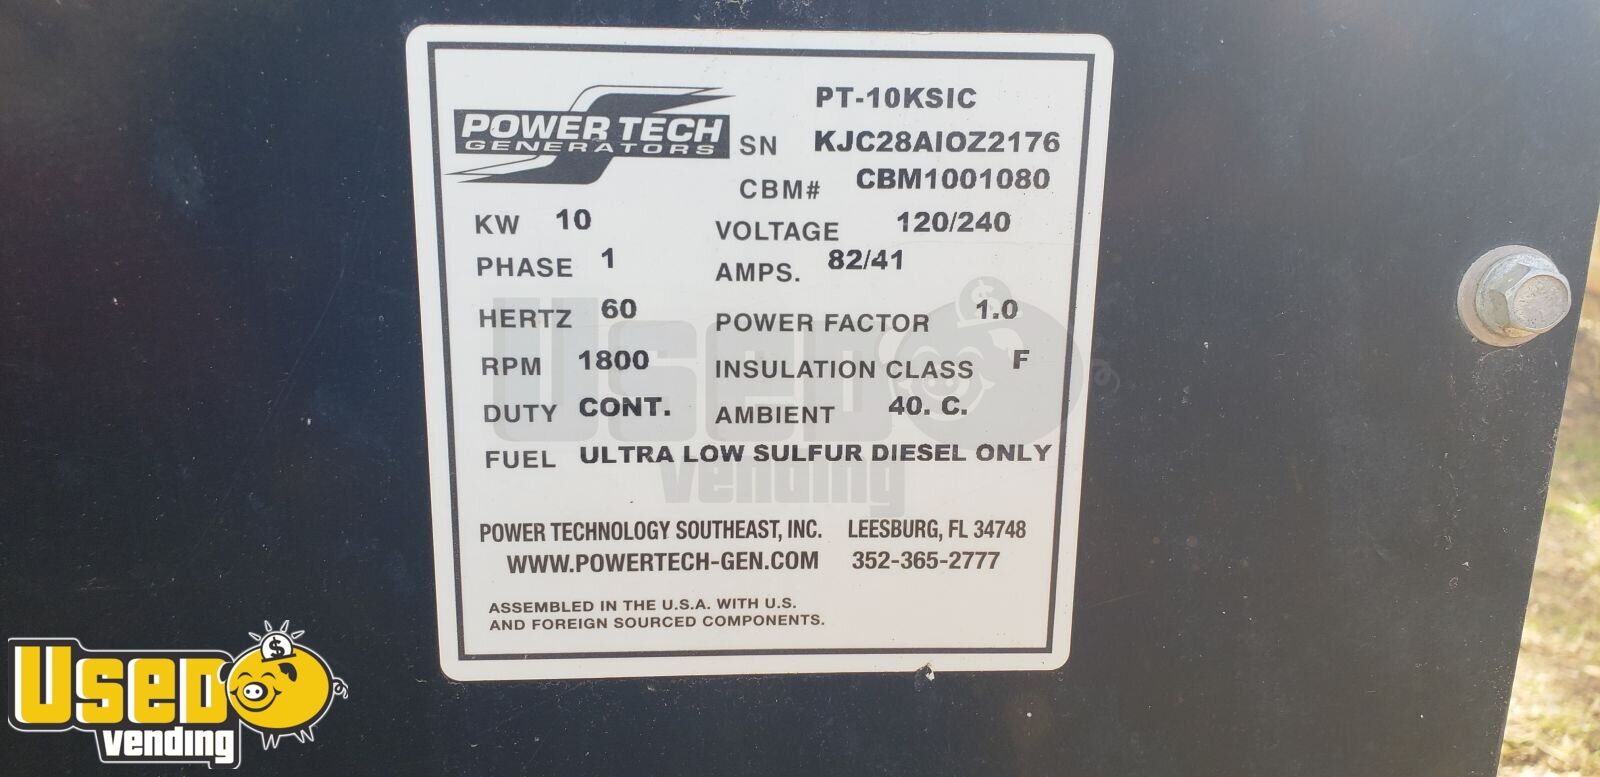 POWER TECH
GENERATORS
PT-10KSIC
SN KJC28AIOZ2176
CBM# CBM1001080
KW 10 VOLTAGE 120/240
PHASE 1 AMPS. 82/41
HERTZ 60 POWER FACTOR 1.0
RPM 1800 INSULATION CLASS F
DUTY CONT. AMBIENT 40. C.
FUEL ULTRA LOW SULFUR DIESEL ONLY
POWER TECHNOLOGY SOUTHEAST, INC. LEESBURG, FL 34748
WWW.POWERTECH-GEN.COM 352-365-2777
ASSEMBLED IN THE U.S.A. WITH U.S.
AND FOREIGN SOURCED COMPONENTS.
Used
vending
$
Used
vending
$